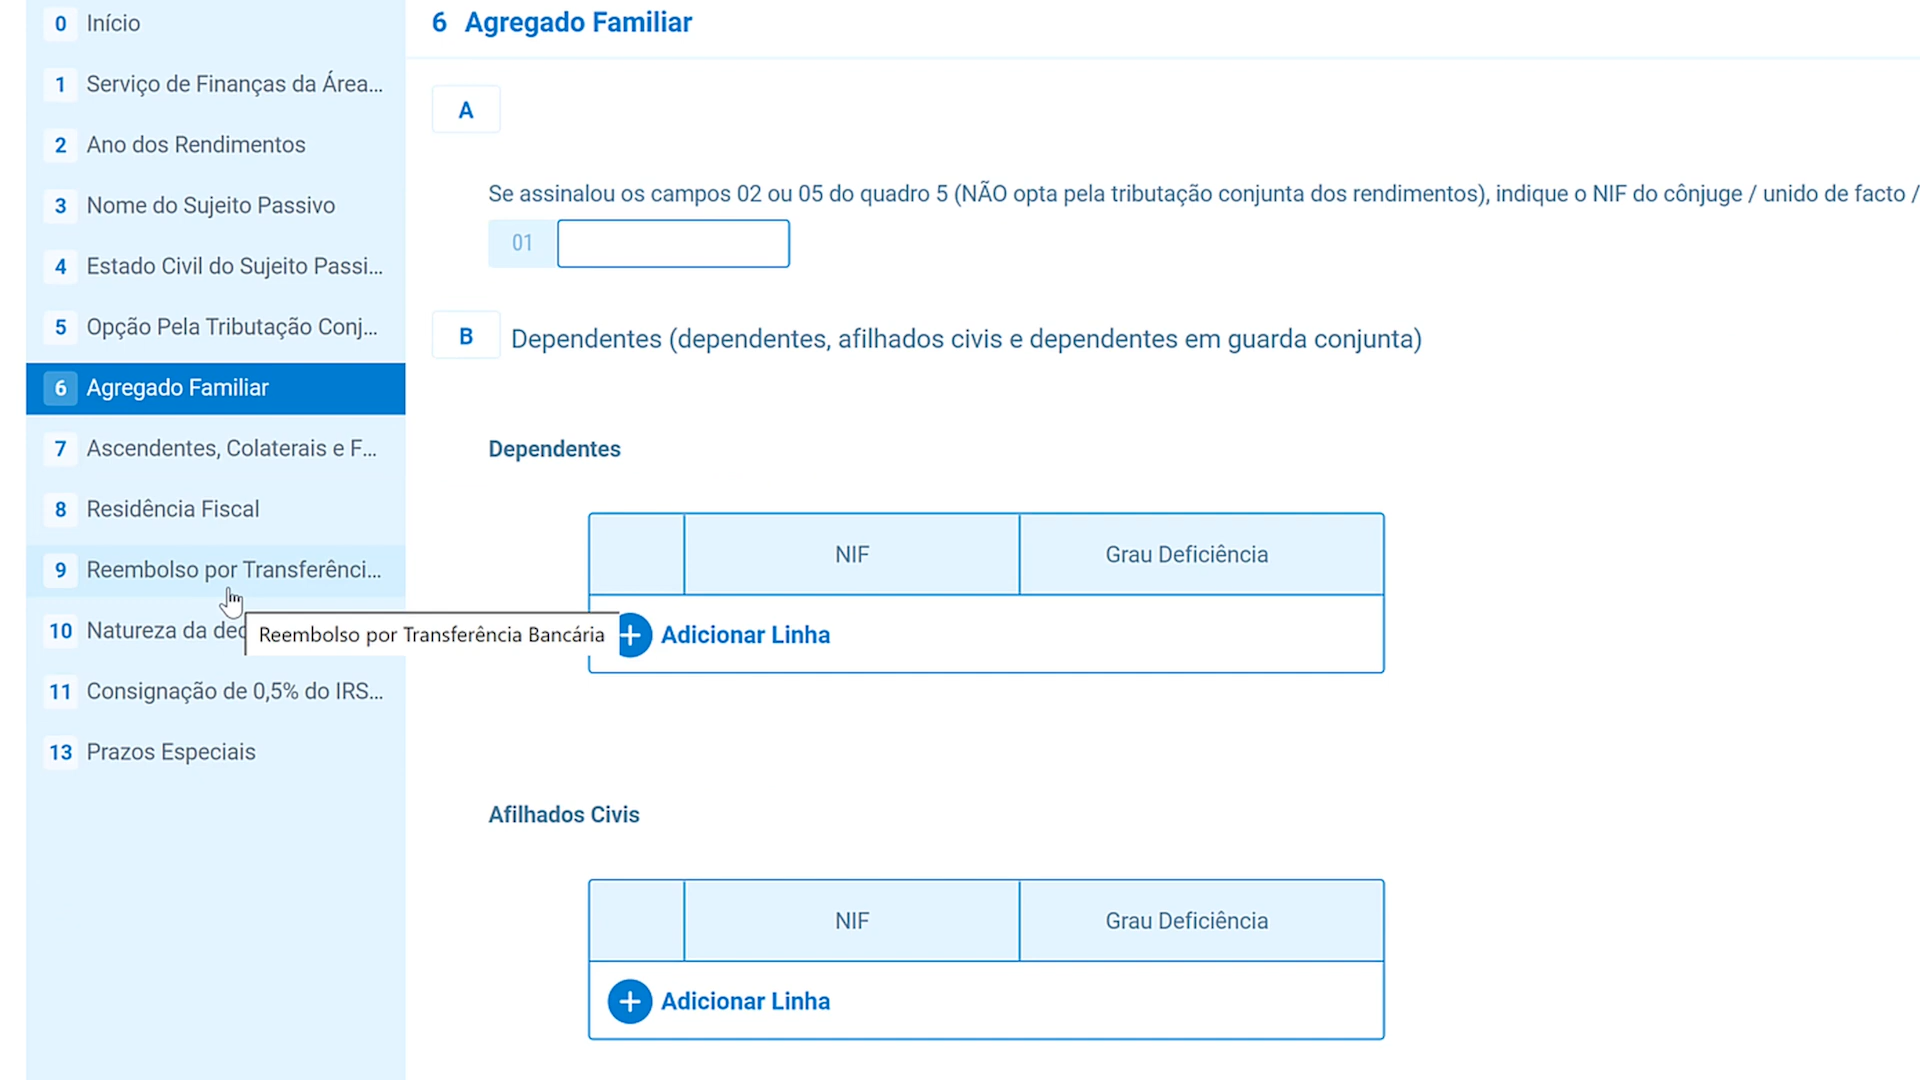 0 Início
1 Serviço de Finanças da Área...
2 Ano dos Rendimentos
3 Nome do Sujeito Passivo
4 Estado Civil do Sujeito Passi...
5 Opção Pela Tributação Conj...
6 Agregado Familiar
7 Ascendentes, Colaterais e F...
8 Residência Fiscal
9 Reembolso por Transferênci...
10 Natureza da dec
Reembolso por Transferência Bancária
11 Consignação de 0,5% do IRS...
13 Prazos Especiais
6 Agregado Familiar
A
Se assinalou os campos 02 ou 05 do quadro 5 (NÃO opta pela tributação conjunta dos rendimentos), indique o NIF do cônjuge / unido de facto /
01
B Dependentes (dependentes, afilhados civis e dependentes em guarda conjunta)
Dependentes
NIF Grau Deficiência
+ Adicionar Linha
Afilhados Civis
NIF Grau Deficiência
+ Adicionar Linha